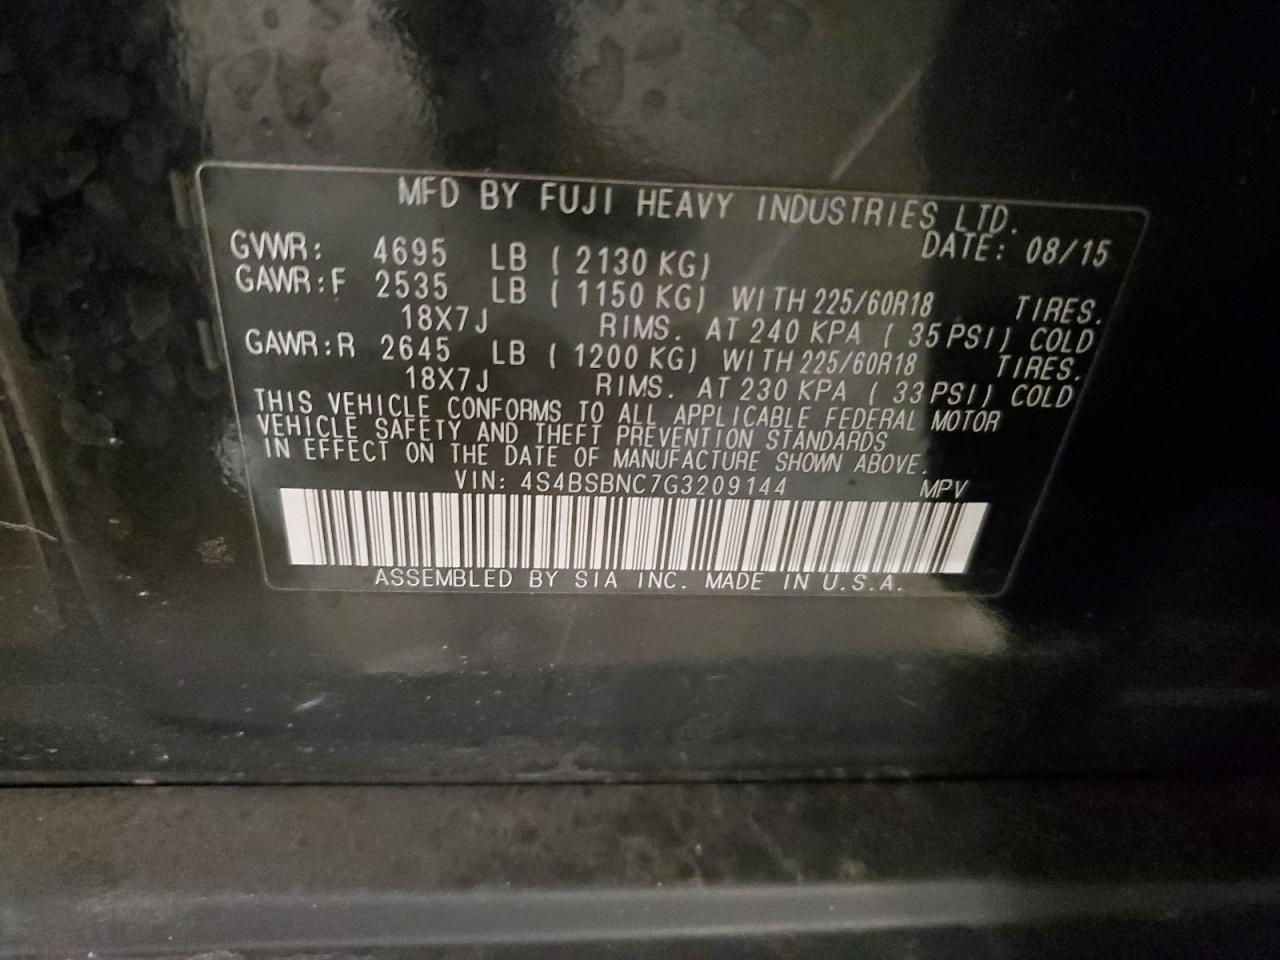 MFD BY FUJI HEAVY INDUSTRIES LTD.
DATE: 08/15
GVWR: 4695 LB ( 2130 KG)
GAWR:F 2535 LB ( 1150 KG) WITH 225/60R18 TIRES.
18X7J RIMS. AT 240 KPA ( 35 PSI) COLD
GAWR:R 2645 LB ( 1200 KG) WITH 225/60R18 TIRES.
18X7J RIMS. AT 230 KPA ( 33 PSI) COLD
THIS VEHICLE CONFORMS TO ALL APPLICABLE FEDERAL MOTOR
VEHICLE SAFETY AND THEFT PREVENTION STANDARDS
IN EFFECT ON THE DATE OF MANUFACTURE SHOWN ABOVE.
VIN: 4S4BSBNC7G3209144 MPV
ASSEMBLED BY SIA INC. MADE IN U.S.A.